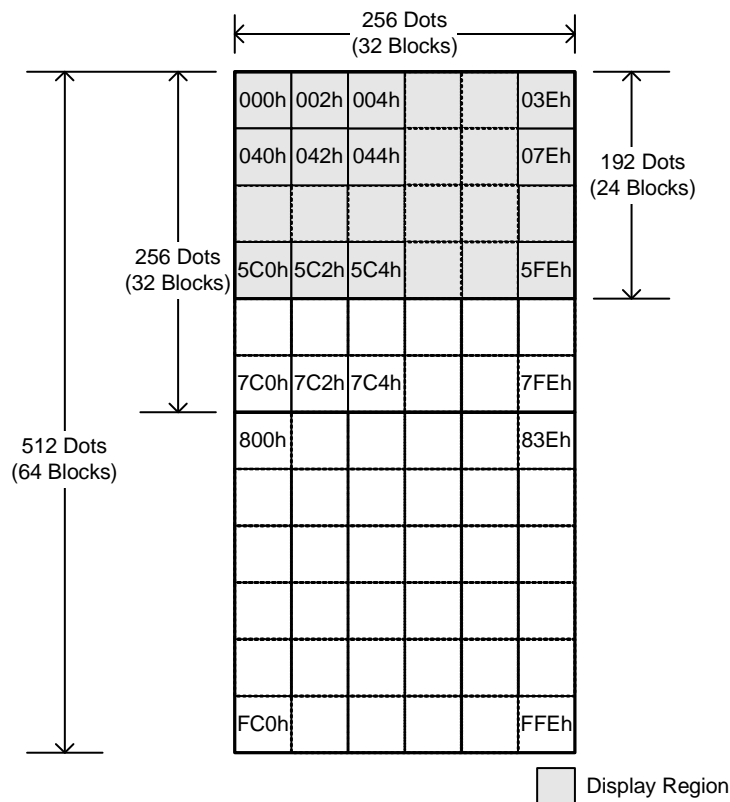 256 Dots
(32 Blocks)
000h 002h 004h 03Eh
040h 042h 044h 07Eh
192 Dots
(24 Blocks)
256 Dots
(32 Blocks)
5C0h 5C2h 5C4h 5FEh
7C0h 7C2h 7C4h 7FEh
512 Dots
(64 Blocks)
800h 83Eh
FC0h FFEh
Display Region